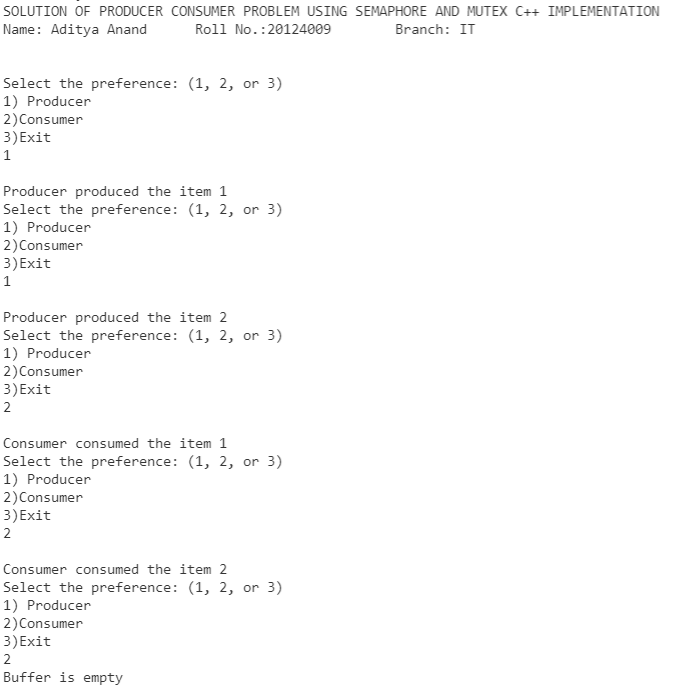 SOLUTION OF PRODUCER CONSUMER PROBLEM USING SEMAPHORE AND MUTEX C++ IMPLEMENTATION
Name: Aditya Anand      Roll No.:20124009        Branch: IT
Select the preference: (1, 2, or 3)
1) Producer
2)Consumer
3)Exit
1
Producer produced the item 1
Select the preference: (1, 2, or 3)
1) Producer
2)Consumer
3)Exit
1
Producer produced the item 2
Select the preference: (1, 2, or 3)
1) Producer
2)Consumer
3)Exit
2
Consumer consumed the item 1
Select the preference: (1, 2, or 3)
1) Producer
2)Consumer
3)Exit
2
Consumer consumed the item 2
Select the preference: (1, 2, or 3)
1) Producer
2)Consumer
3)Exit
2
Buffer is empty